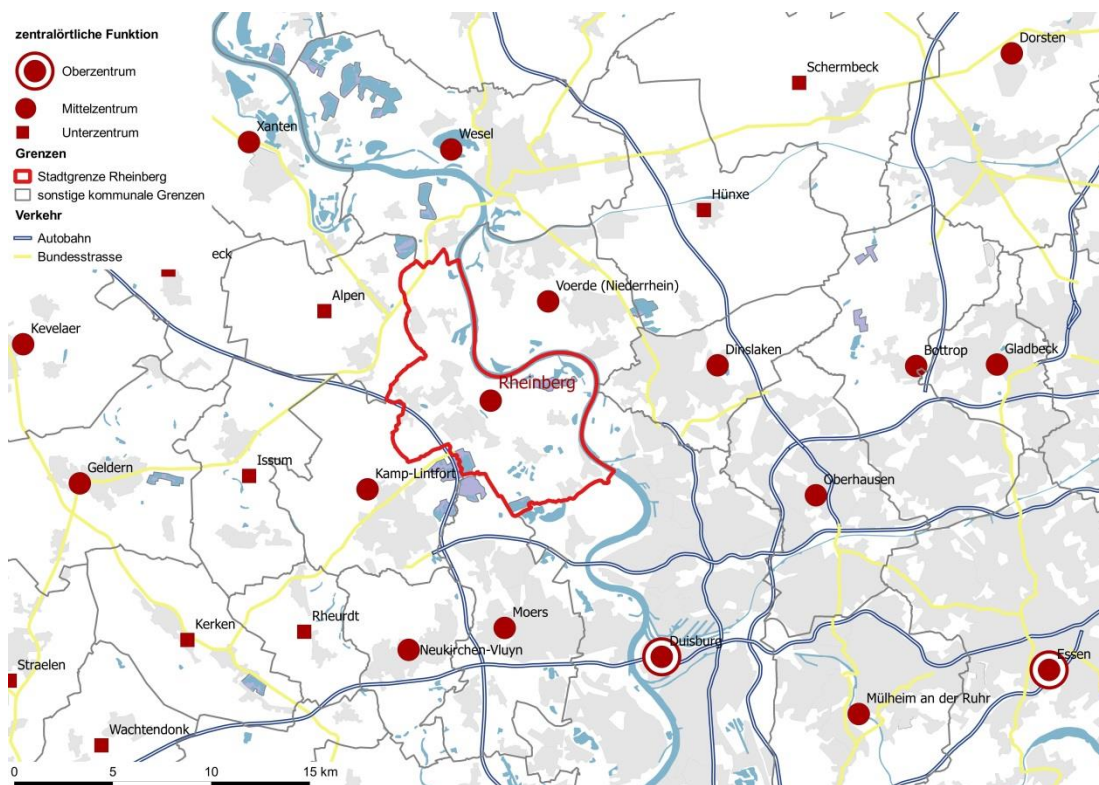 zentralörtliche Funktion
Oberzentrum
Mittelzentrum
Unterzentrum
Grenzen
Stadtgrenze Rheinberg
sonstige kommunale Grenzen
Verkehr
Autobahn
Bundesstrasse
Dorsten
Schermbeck
Xanten
Wesel
Hünxe
eck
Voerde (Niederrhein)
Alpen
Kevelaer
Dinslaken
Bottrop
Gladbeck
Rheinberg
Geldern
Issum
Kamp-Lintfort
Oberhausen
Kerken
Rheurdt
Moers
Neukirchen-Vluyn
Duisburg
Essen
Straelen
Mülheim an der Ruhr
Wachtendonk
0 5 10 15 km